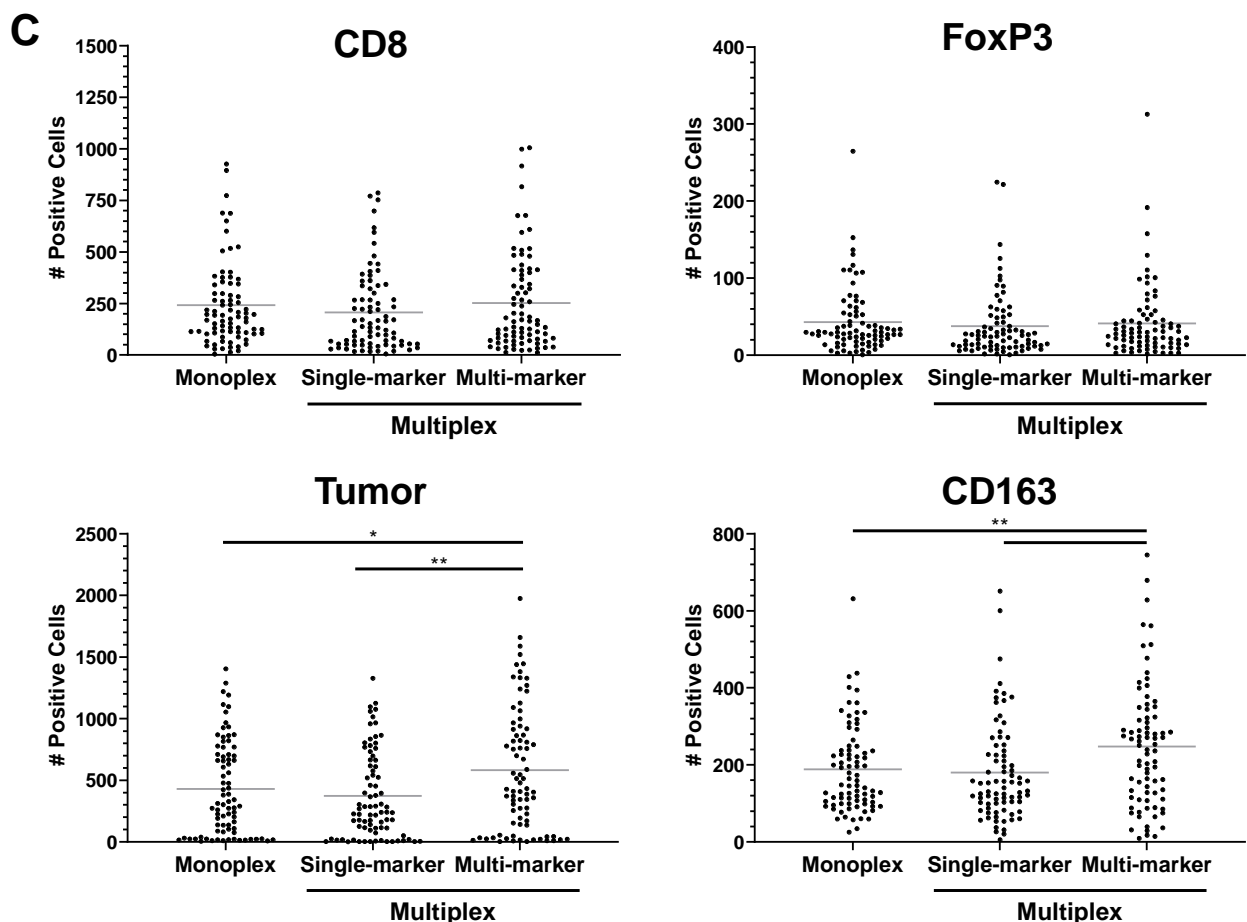 C
CD8
1500
1250
1000
750
500
250
0
# Positive Cells
Monoplex
Single-marker
Multi-marker
Multiplex
FoxP3
400
300
200
100
0
# Positive Cells
Monoplex
Single-marker
Multi-marker
Multiplex
Tumor
2500
2000
1500
1000
500
0
# Positive Cells
*
**
Monoplex
Single-marker
Multi-marker
Multiplex
CD163
800
600
400
200
0
# Positive Cells
**
Monoplex
Single-marker
Multi-marker
Multiplex